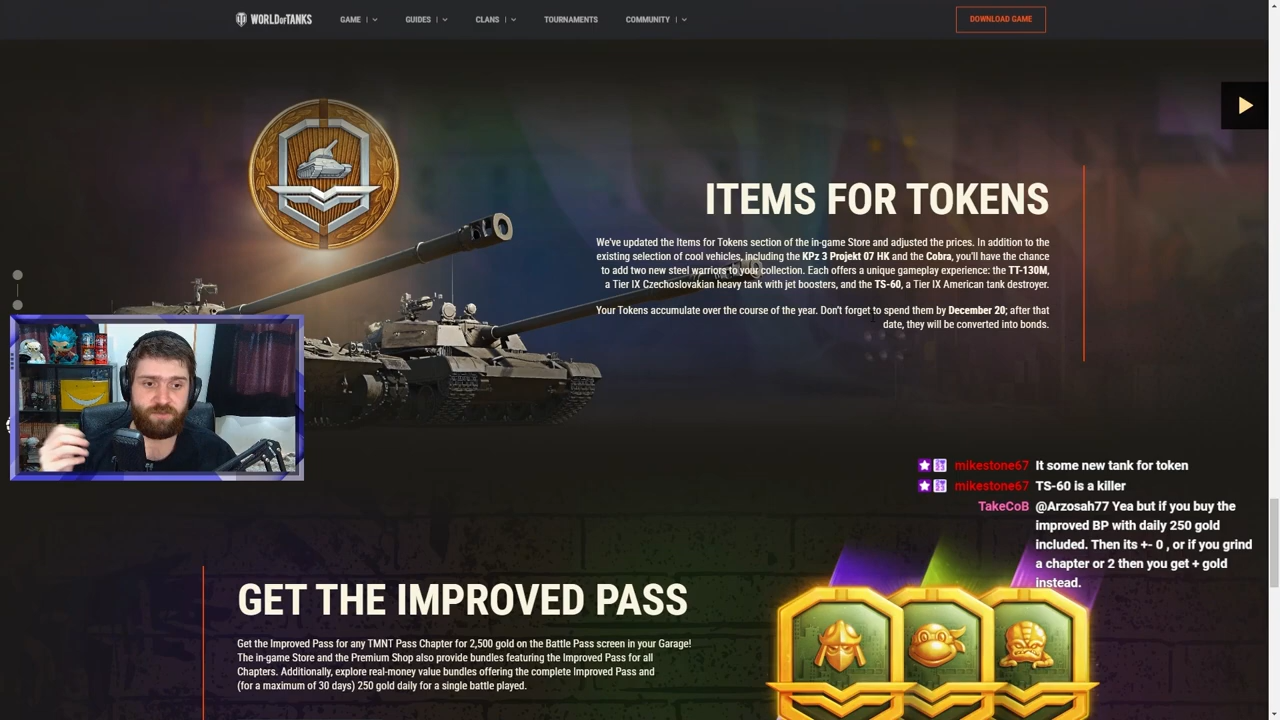 WORLD OF TANKS
GAME
GUIDES
CLANS
TOURNAMENTS
COMMUNITY
DOWNLOAD GAME
ITEMS FOR TOKENS
We've updated the Items for Tokens section of the in-game Store and adjusted the prices. In addition to the
existing selection of cool vehicles, including the KPz 3 Projekt 07 HK and the Cobra, you'll have the chance
to add two new steel warriors to your collection. Each offers a unique gameplay experience: the TT-130M,
a Tier IX Czechoslovakian heavy tank with jet boosters, and the TS-60, a Tier IX American tank destroyer.
Your Tokens accumulate over the course of the year. Don't forget to spend them by December 20; after that
date, they will be converted into bonds.
mikestone67 It some new tank for token
mikestone67 TS-60 is a killer
TakeCoB @Arzosah77 Yea but if you buy the
improved BP with daily 250 gold
included. Then its +- 0 , or if you grind
a chapter or 2 then you get + gold
instead.
GET THE IMPROVED PASS
Get the Improved Pass for any TMNT Pass Chapter for 2,500 gold on the Battle Pass screen in your Garage!
The in-game Store and the Premium Shop also provide bundles featuring the Improved Pass for all
Chapters. Additionally, explore real-money value bundles offering the complete Improved Pass and
(for a maximum of 30 days) 250 gold daily for a single battle played.